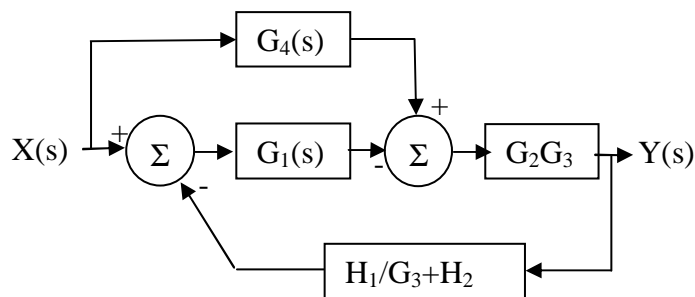 G₄(s)
+
X(s) + Σ G₁(s) - Σ G₂G₃ Y(s)
-
H₁/G₃+H₂